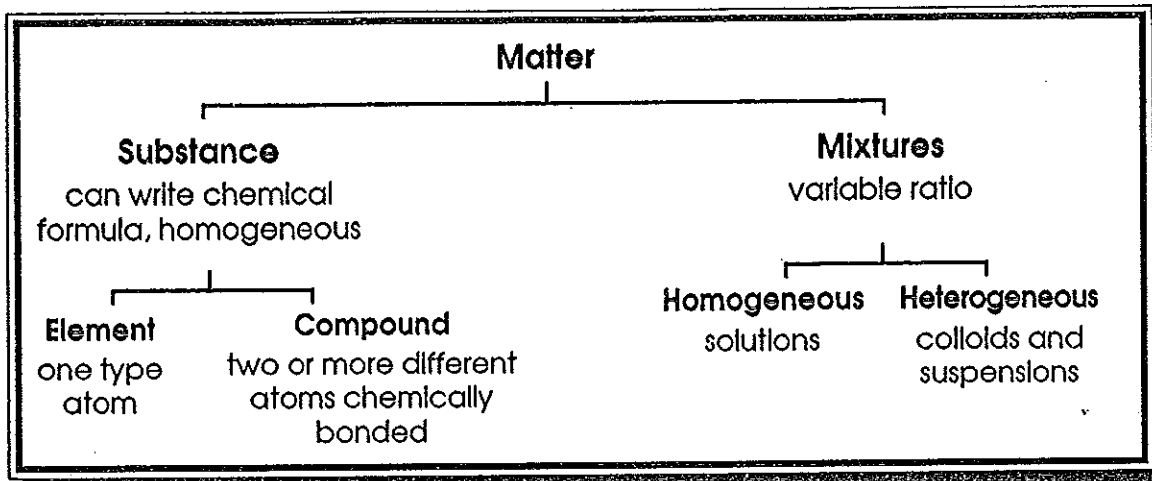 Matter
Substance
can write chemical
formula, homogeneous
Mixtures
variable ratio
Element
one type
atom
Compound
two or more different
atoms chemically
bonded
Homogeneous
solutions
Heterogeneous
colloids and
suspensions